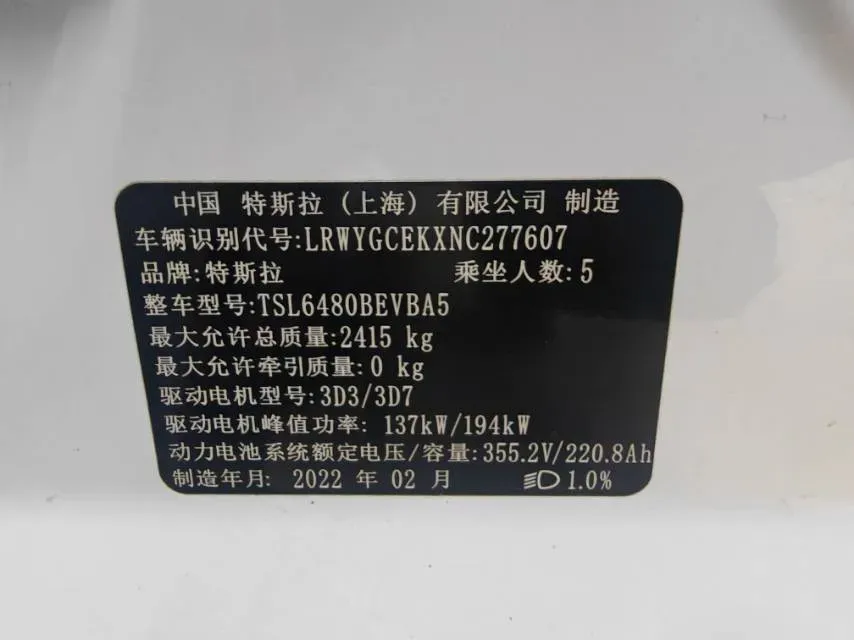 中国 特斯拉(上海)有限公司 制造
车辆识别代号:LRWYGCEKXNC277607
品牌:特斯拉 乘坐人数:5
整车型号:TSL6480BEVBA5
最大允许总质量:2415 kg
最大允许牵引质量:0 kg
驱动电机型号:3D3/3D7
驱动电机峰值功率: 137kW/194kW
动力电池系统额定电压/容量:355.2V/220.8Ah
制造年月: 2022 年 02 月 1.0%